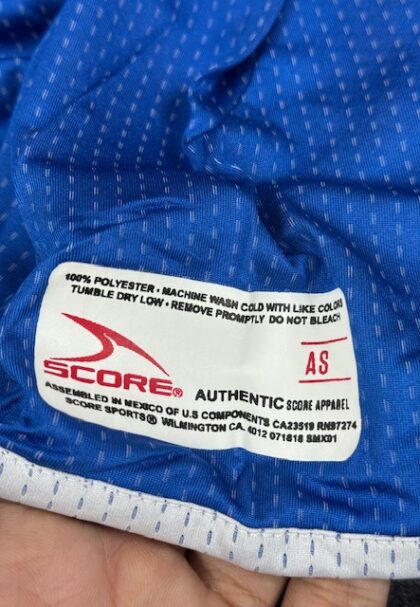 100% POLYESTER • MACHINE WASH COLD WITH LIKE COLORS
TUMBLE DRY LOW • REMOVE PROMPTLY DO NOT BLEACH
AS
SCORE®
AUTHENTIC SCORE APPAREL
ASSEMBLED IN MEXICO OF U.S COMPONENTS CA23519 RN97274
SCORE SPORTS® WILMINGTON CA. 4012 071818 SMX01